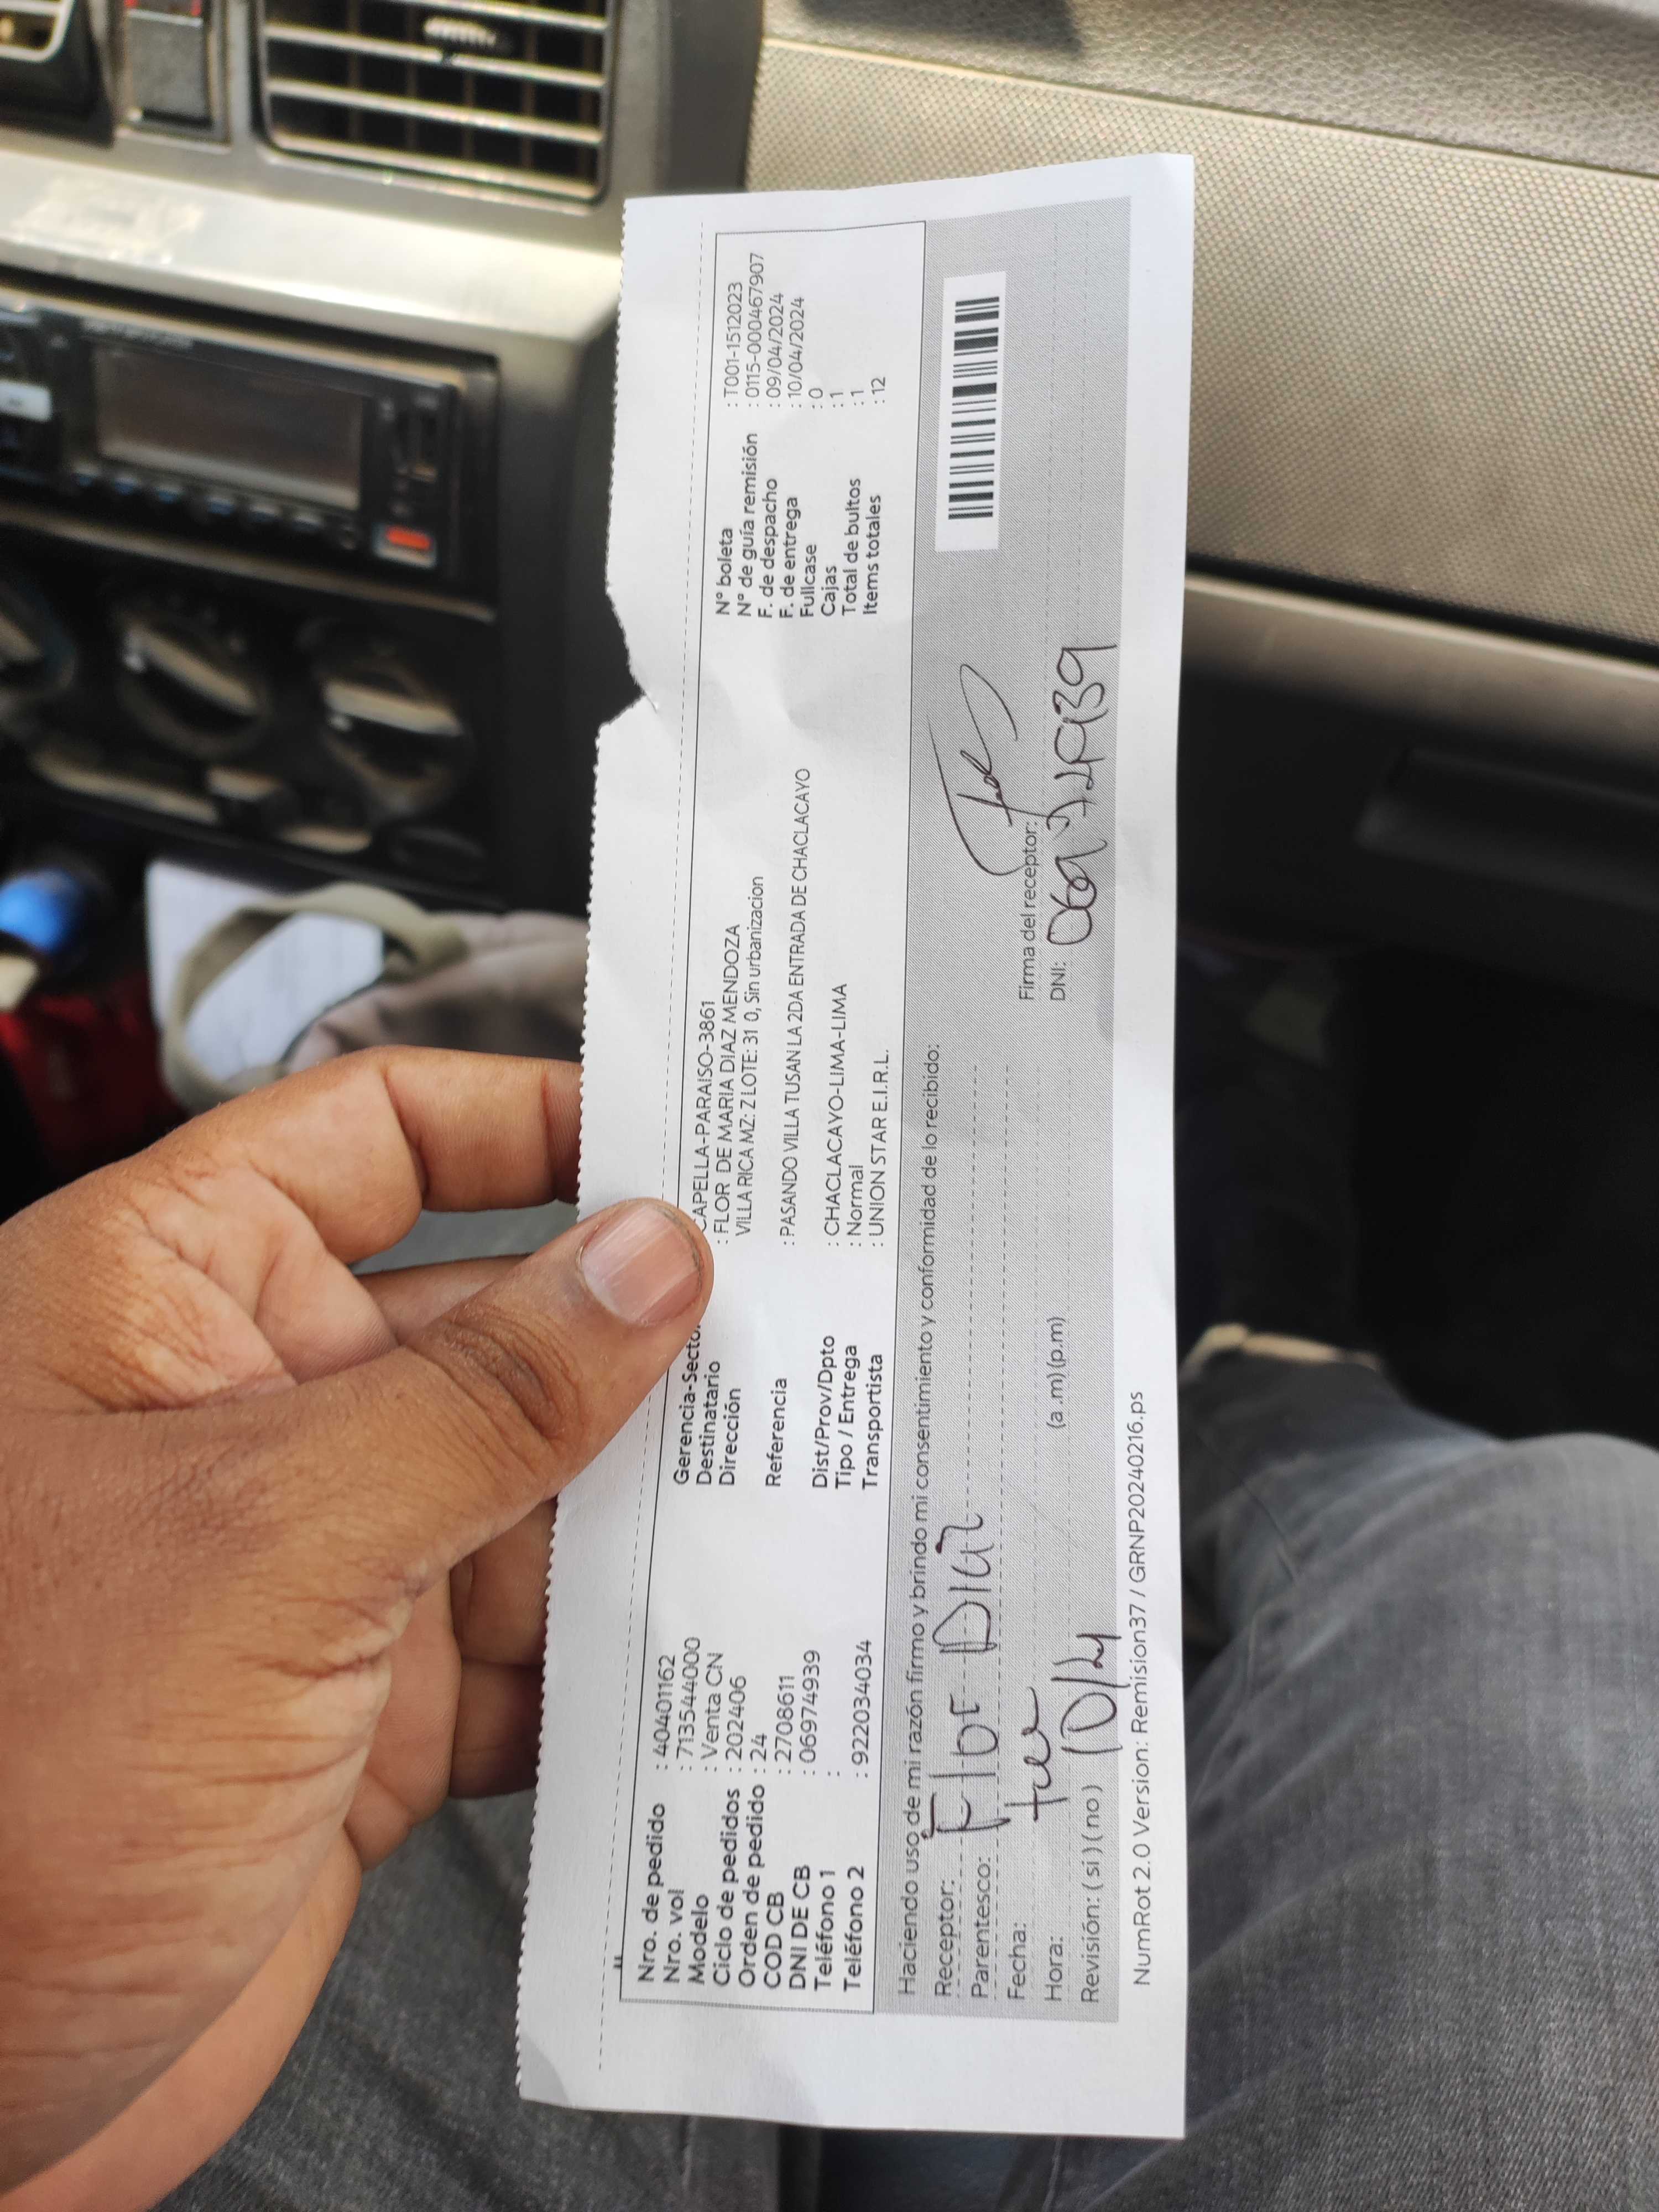 Nro. de pedido : 40401162
Nro. vol : 713544000
Modelo : Venta CN
Ciclo de pedidos : 202406
Orden de pedido : 24
COD CB : 2708611
DNI DE CB : 06974939
Teléfono 1 :
Teléfono 2 : 922034034
Gerencia-Sector CAPELLA-PARAISO-3861
Destinatario : FLOR DE MARIA DIAZ MENDOZA
Dirección VILLA RICA MZ: Z LOTE: 31 0, Sin urbanizacion
Referencia : PASANDO VILLA TUSAN LA 2DA ENTRADA DE CHACLACAYO
Dist/Prov/Dpto : CHACLACAYO-LIMA-LIMA
Tipo / Entrega : Normal
Transportista : UNION STAR E.I.R.L.
N° boleta : T001-1512023
N° de guía remisión : 0115-000467907
F. de despacho : 09/04/2024
F. de entrega : 10/04/2024
Fullcase : 0
Cajas : 1
Total de bultos : 1
Items totales : 12
Haciendo uso de mi razón firmo y brindo mi consentimiento y conformidad de lo recibido:
Receptor: Flor Diaz
Parentesco:
Fecha:
Hora: (a .m) (p.m)
Revisión: ( si ) ( no )
Firma del receptor:
DNI: 06974939
NumRot 2.0 Version: Remision37 / GRNP20240216.ps